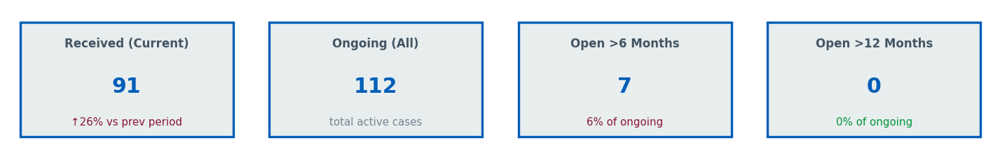 Received (Current)
91
↑26% vs prev period
Ongoing (All)
112
total active cases
Open >6 Months
7
6% of ongoing
Open >12 Months
0
0% of ongoing